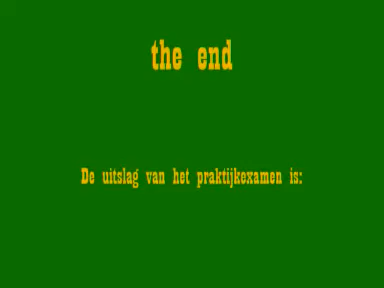 the end
De uitslag van het praktijkexamen is: